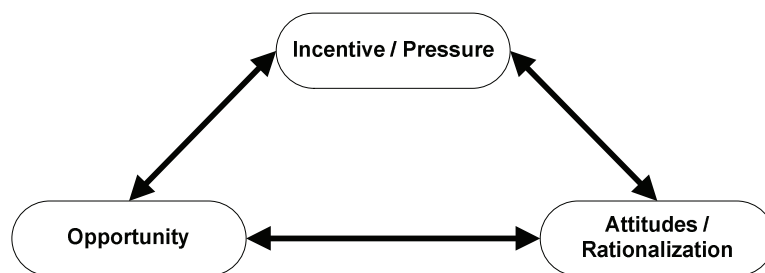 Incentive / Pressure
Opportunity
Attitudes /
Rationalization